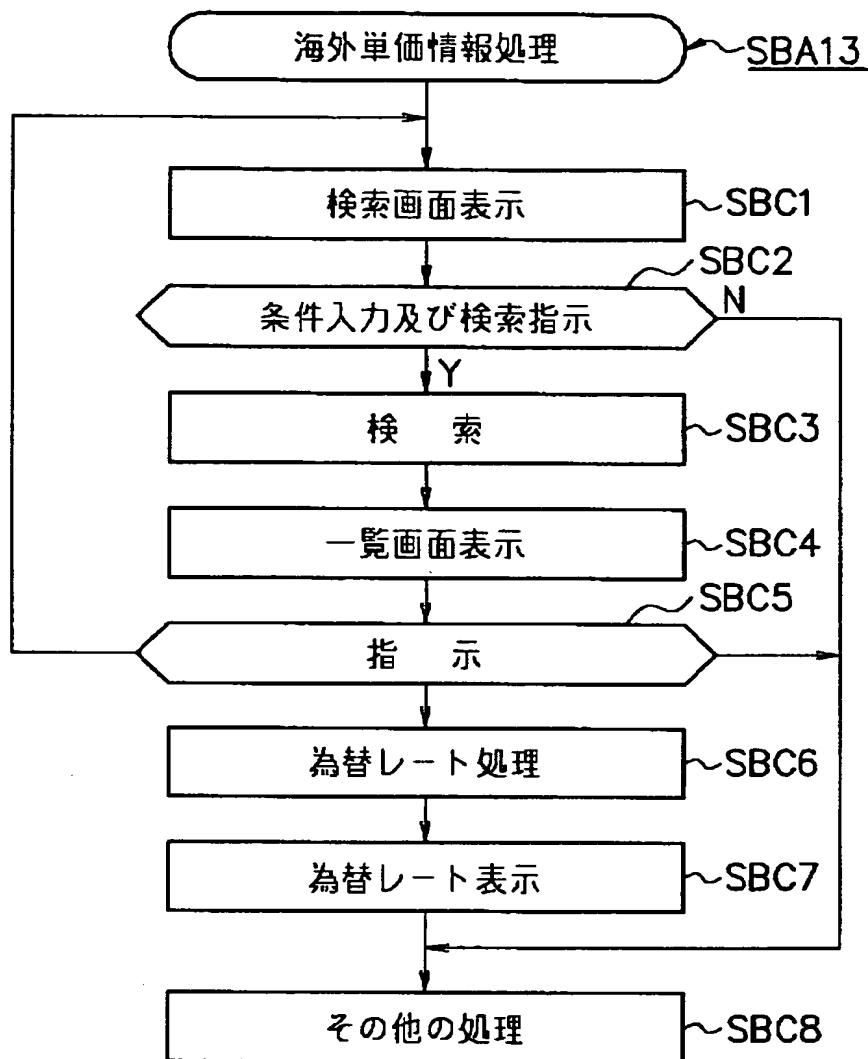 海外単価情報処理 SBA13
検索画面表示 SBC1
SBC2
条件入力及び検索指示 N
Y
検 索 SBC3
一覧画面表示 SBC4
SBC5
指 示
為替レート処理 SBC6
為替レート表示 SBC7
その他の処理 SBC8